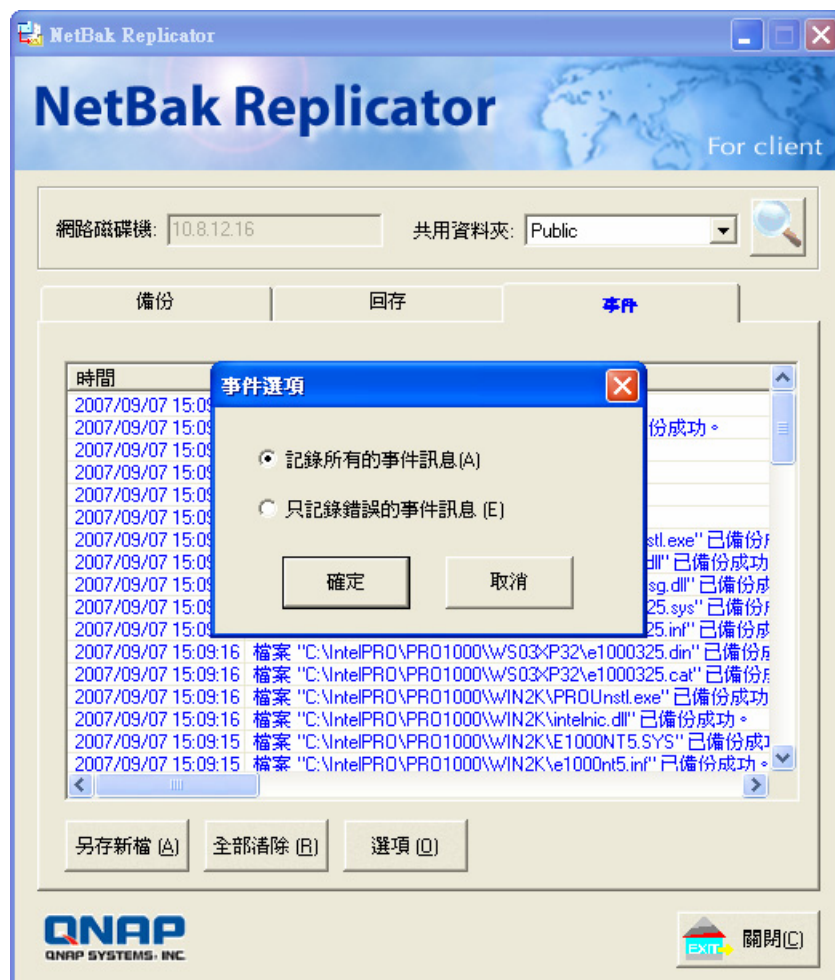 NetBak Replicator
NetBak Replicator
For client
網路磁碟機: 10.8.12.16 共用資料夾: Public
備份 回存 事件
時間
事件選項
2007/09/07 15:09
2007/09/07 15:09 份成功。
2007/09/07 15:09
記錄所有的事件訊息(A)
2007/09/07 15:09
2007/09/07 15:09
2007/09/07 15:09
只記錄錯誤的事件訊息 (E)
2007/09/07 15:09 stl.exe" 已備份
2007/09/07 15:09 dll" 已備份成功
2007/09/07 15:09 sg.dll" 已備份成
確定 取消
2007/09/07 15:09 25.sys" 已備份
2007/09/07 15:09 25.inf" 已備份成
2007/09/07 15:09:16 檔案 "C:\IntelPRO\PRO1000\WS03XP32\e1000325.din" 已備份
2007/09/07 15:09:16 檔案 "C:\IntelPRO\PRO1000\WS03XP32\e1000325.cat" 已備份
2007/09/07 15:09:16 檔案 "C:\IntelPRO\PRO1000\WIN2K\PROUnstl.exe" 已備份成功
2007/09/07 15:09:16 檔案 "C:\IntelPRO\PRO1000\WIN2K\intelnic.dll" 已備份成功。
2007/09/07 15:09:15 檔案 "C:\IntelPRO\PRO1000\WIN2K\E1000NT5.SYS" 已備份成
2007/09/07 15:09:15 檔案 "C:\IntelPRO\PRO1000\WIN2K\e1000nt5.inf" 已備份成功。
另存新檔 (A) 全部清除 (R) 選項 (O)
QNAP
QNAP SYSTEMS, INC.
EXIT 關閉(C)